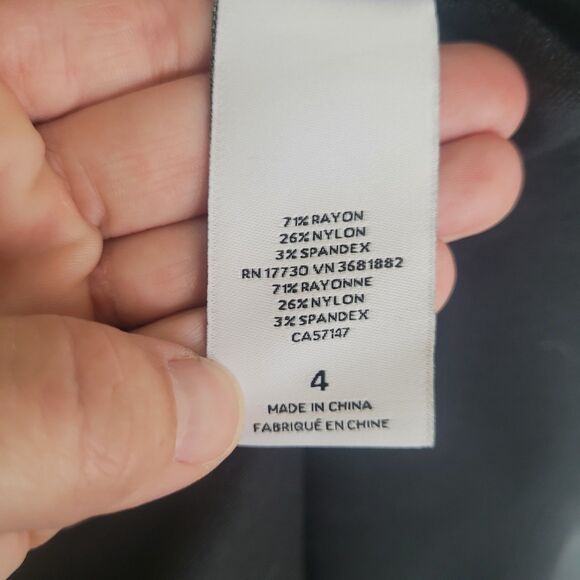 71% RAYON
26% NYLON
3% SPANDEX
RN 17730 VN 3681882
71% RAYONNE
26% NYLON
3% SPANDEX
CA57147
4
MADE IN CHINA
FABRIQUÉ EN CHINE